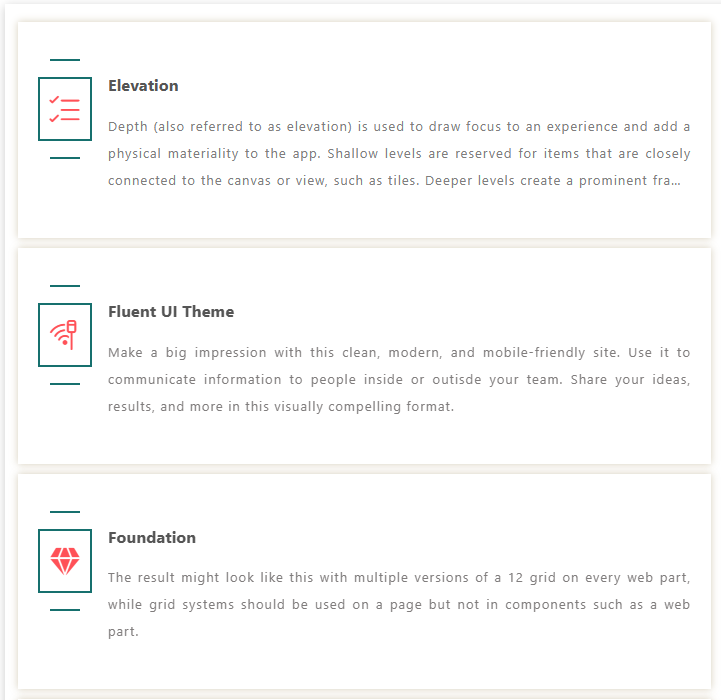 Elevation
Depth (also referred to as elevation) is used to draw focus to an experience and add a
physical materiality to the app. Shallow levels are reserved for items that are closely
connected to the canvas or view, such as tiles. Deeper levels create a prominent fra...
Fluent UI Theme
Make a big impression with this clean, modern, and mobile-friendly site. Use it to
communicate information to people inside or outisde your team. Share your ideas,
results, and more in this visually compelling format.
Foundation
The result might look like this with multiple versions of a 12 grid on every web part,
while grid systems should be used on a page but not in components such as a web
part.